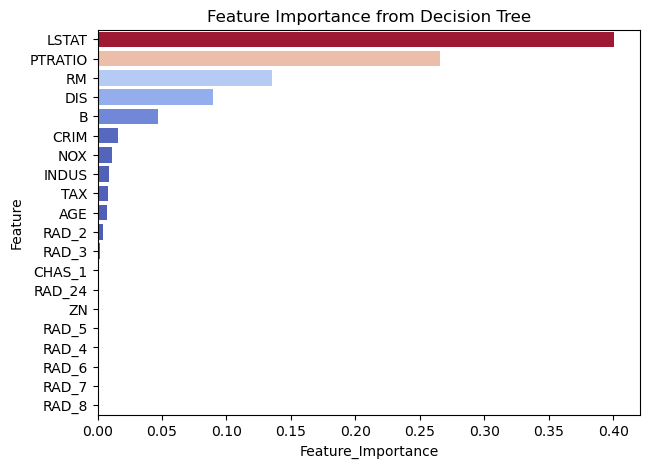 Feature Importance from Decision Tree
LSTAT
PTRATIO
RM
DIS
B
CRIM
NOX
INDUS
TAX
AGE
RAD_2
RAD_3
CHAS_1
RAD_24
ZN
RAD_5
RAD_4
RAD_6
RAD_7
RAD_8
Feature
0.00 0.05 0.10 0.15 0.20 0.25 0.30 0.35 0.40
Feature_Importance